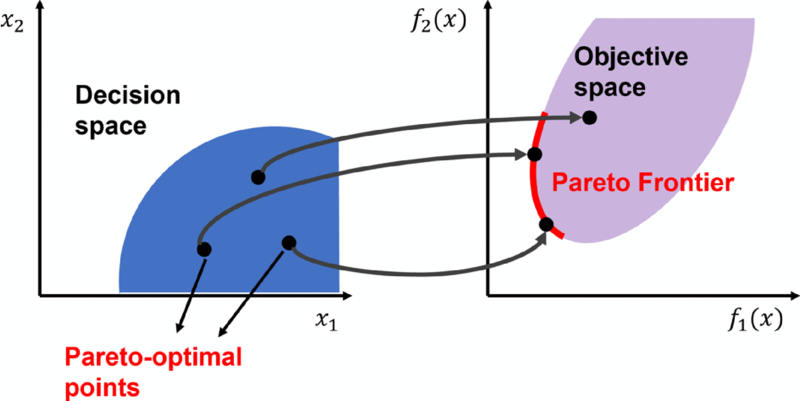 x₂
Decision
space
x₁
Pareto-optimal
points
f₂(x)
Objective
space
Pareto Frontier
f₁(x)